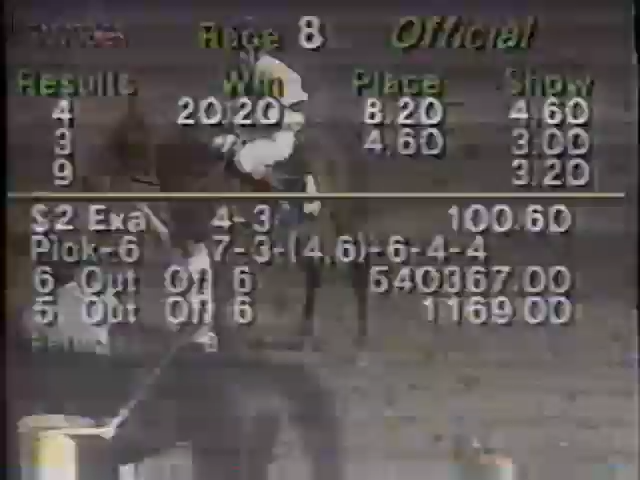 Race 8 Official
Results Win Place Show
4 20.20 8.20 4.60
3 4.60 3.00
9 3.20
$2 Exa 4-3 100.60
Pick-6 7-3-(4,6)-6-4-4
6 Out Of 6 540367.00
5 Out Of 6 1169.00